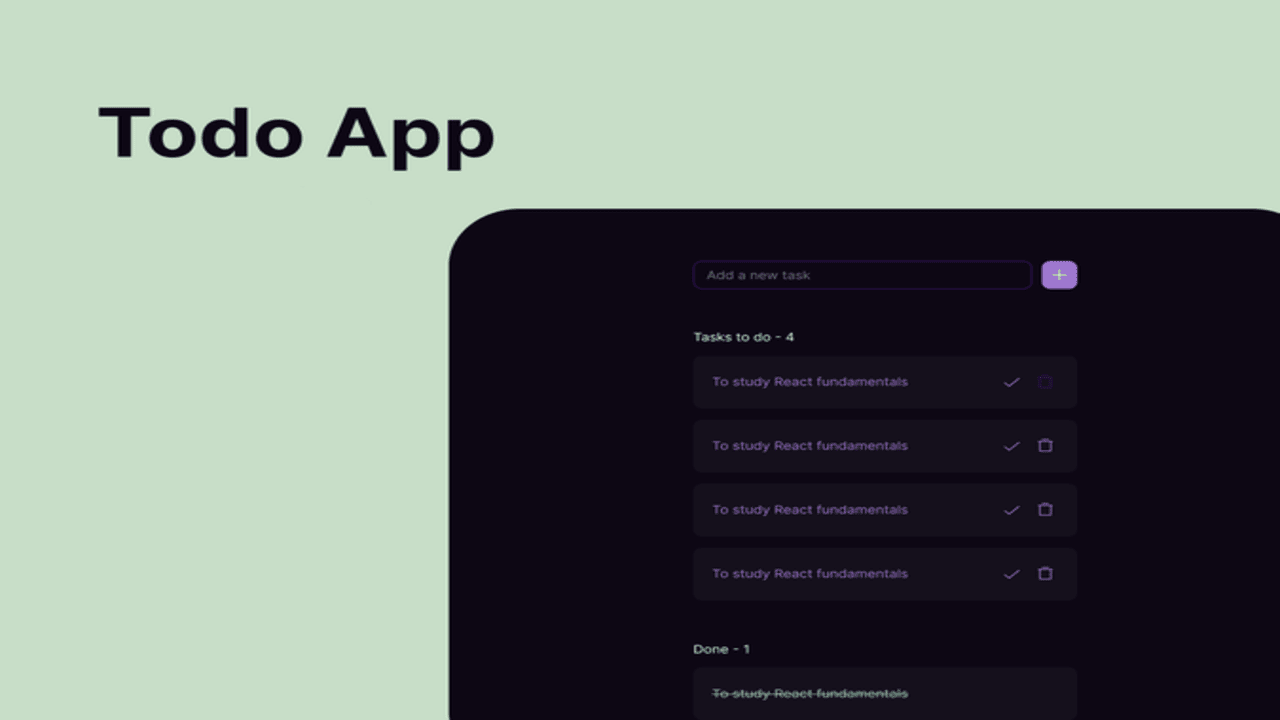 Todo App
Add a new task
Tasks to do - 4
To study React fundamentals
To study React fundamentals
To study React fundamentals
To study React fundamentals
Done - 1
To study React fundamentals